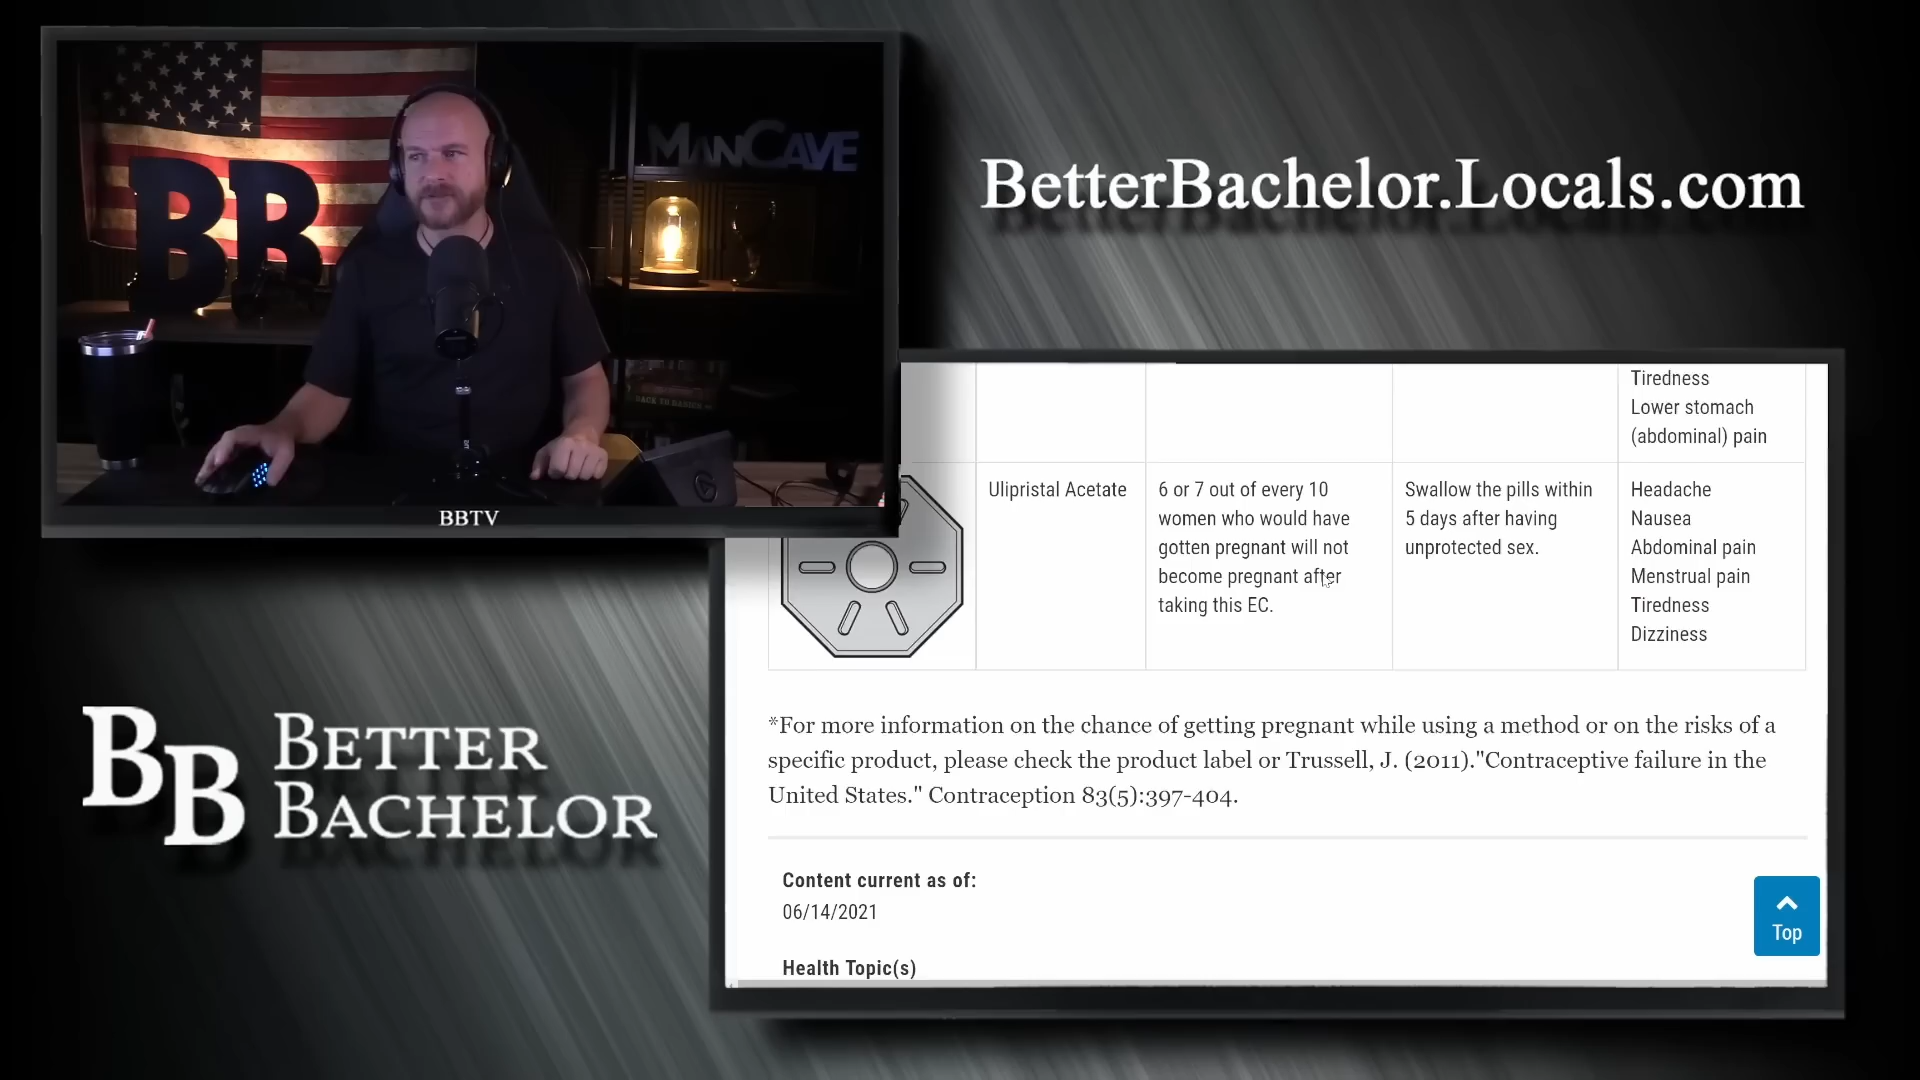 BB
MANCAVE
BACK TO BASICS
BBTV
BetterBachelor.Locals.com
BB BETTER
BACHELOR
Tiredness
Lower stomach
(abdominal) pain
Ulipristal Acetate
6 or 7 out of every 10
women who would have
gotten pregnant will not
become pregnant after
taking this EC.
Swallow the pills within
5 days after having
unprotected sex.
Headache
Nausea
Abdominal pain
Menstrual pain
Tiredness
Dizziness
*For more information on the chance of getting pregnant while using a method or on the risks of a
specific product, please check the product label or Trussell, J. (2011)."Contraceptive failure in the
United States." Contraception 83(5):397-404.
Content current as of:
06/14/2021
Health Topic(s)
Top